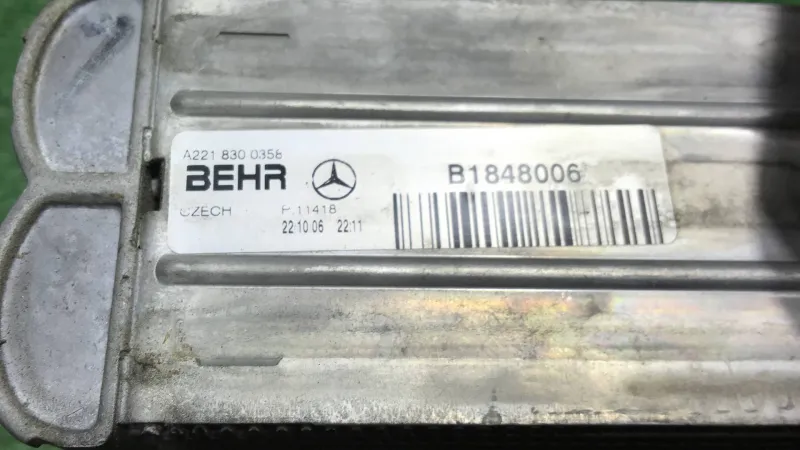 A221 830 0358
BEHR
B1848006
CZECH P.11418
22.10.06 22:11